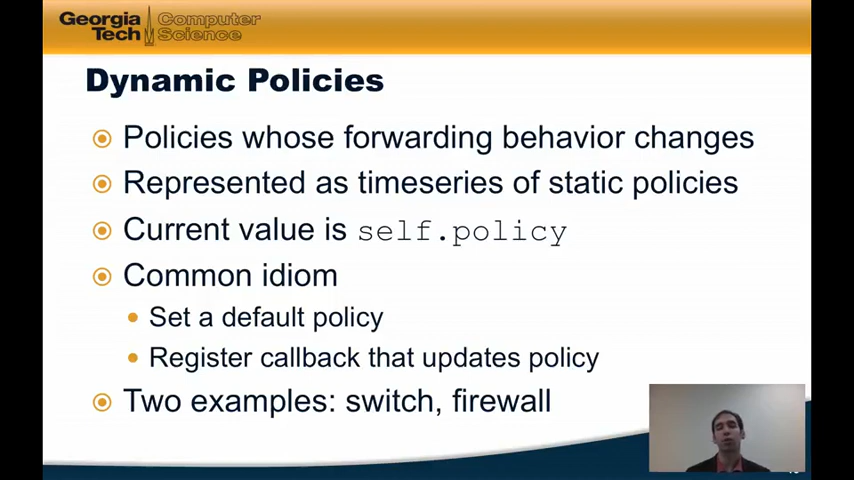 Georgia Tech
Computer Science
Dynamic Policies
Policies whose forwarding behavior changes
Represented as timeseries of static policies
Current value is self.policy
Common idiom
Set a default policy
Register callback that updates policy
Two examples: switch, firewall